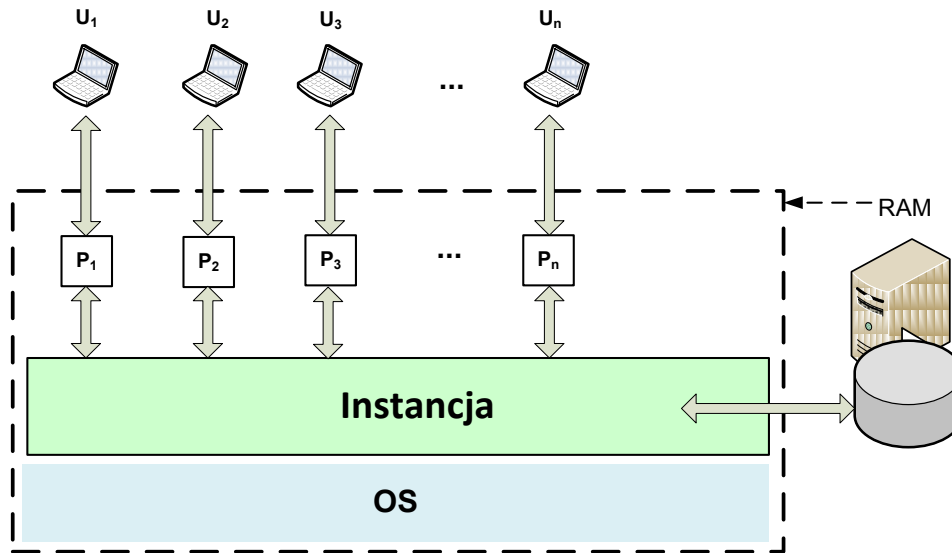 U₁ U₂ U₃ ... Uₙ
RAM
P₁ P₂ P₃ ... Pₙ
Instancja
OS